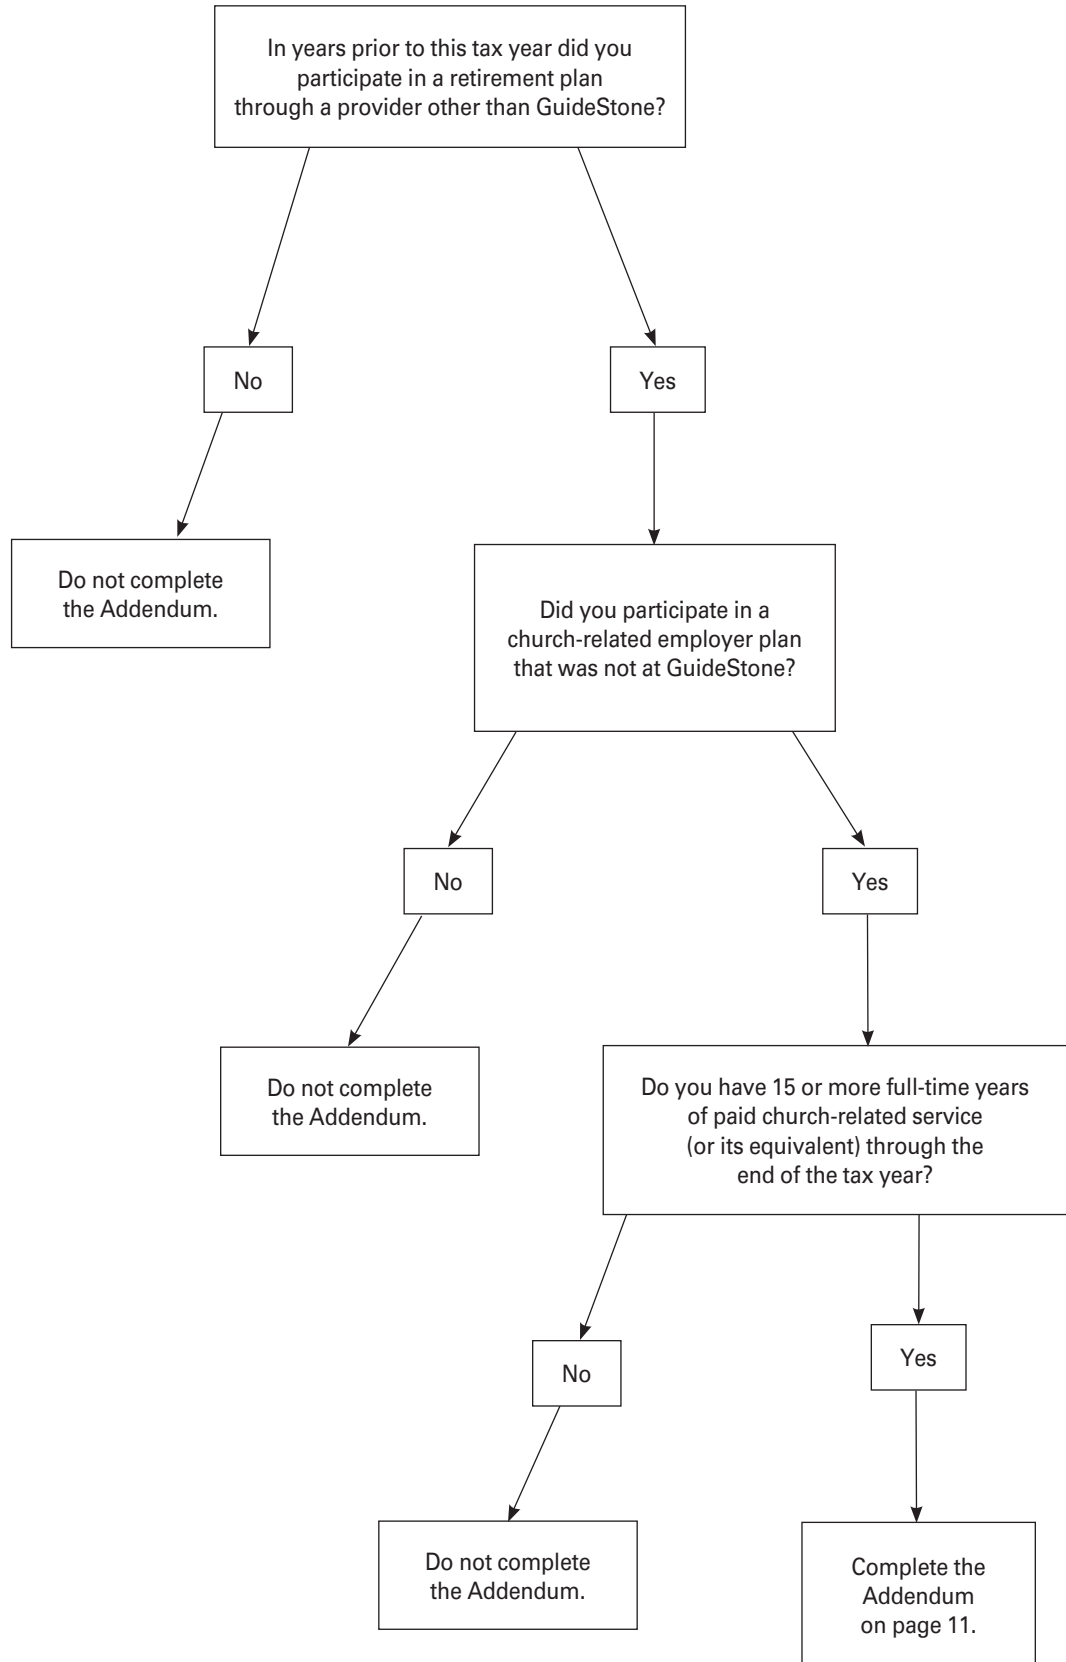 In years prior to this tax year did you
participate in a retirement plan
through a provider other than GuideStone?
No
Yes
Do not complete
the Addendum.
Did you participate in a
church-related employer plan
that was not at GuideStone?
No
Yes
Do not complete
the Addendum.
Do you have 15 or more full-time years
of paid church-related service
(or its equivalent) through the
end of the tax year?
No
Yes
Do not complete
the Addendum.
Complete the
Addendum
on page 11.